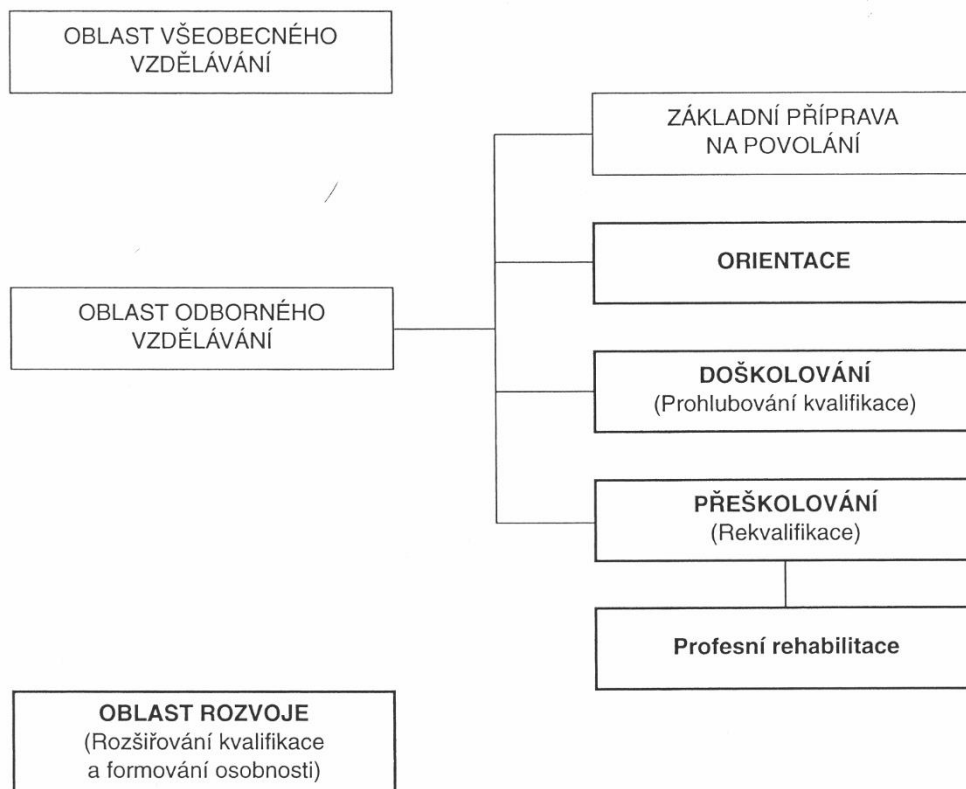 OBLAST VŠEOBECNÉHO
VZDĚLÁVÁNÍ
ZÁKLADNÍ PŘÍPRAVA
NA POVOLÁNÍ
ORIENTACE
OBLAST ODBORNÉHO
VZDĚLÁVÁNÍ
DOŠKOLOVÁNÍ
(Prohlubování kvalifikace)
PŘEŠKOLOVÁNÍ
(Rekvalifikace)
Profesní rehabilitace
OBLAST ROZVOJE
(Rozšiřování kvalifikace
a formování osobnosti)